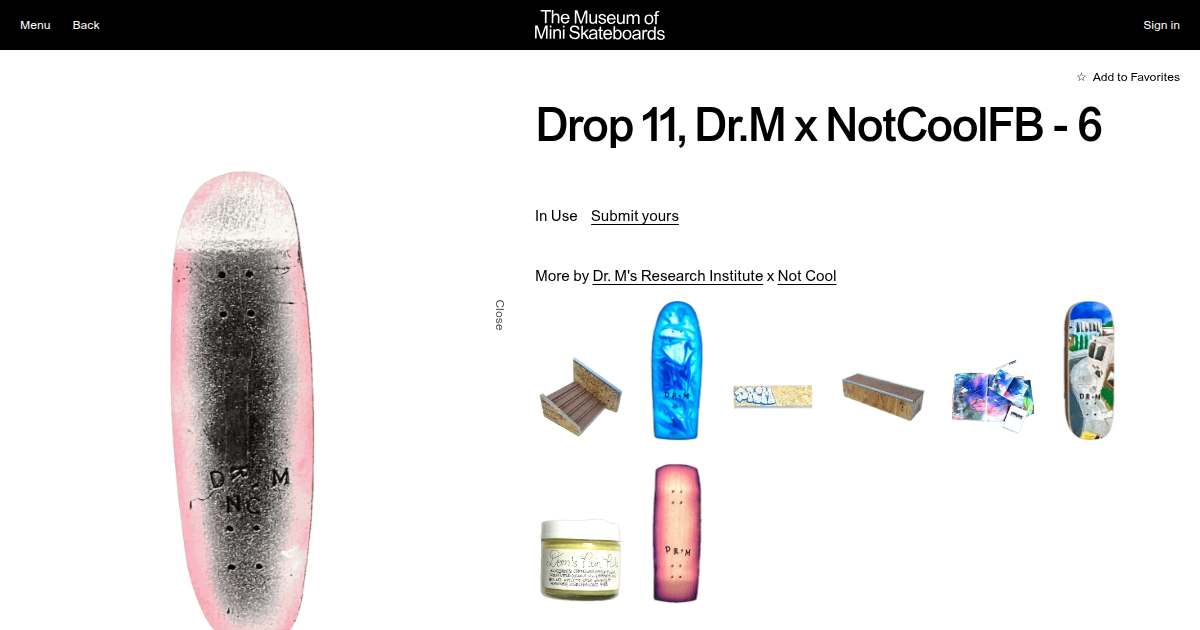 Menu Back
The Museum of
Mini Skateboards
Sign in
☆ Add to Favorites
Drop 11, Dr.M x NotCoolFB - 6
In Use Submit yours
More by Dr. M's Research Institute x Not Cool
Close
DR.M
NC
DR.M
DR.M
DR.M